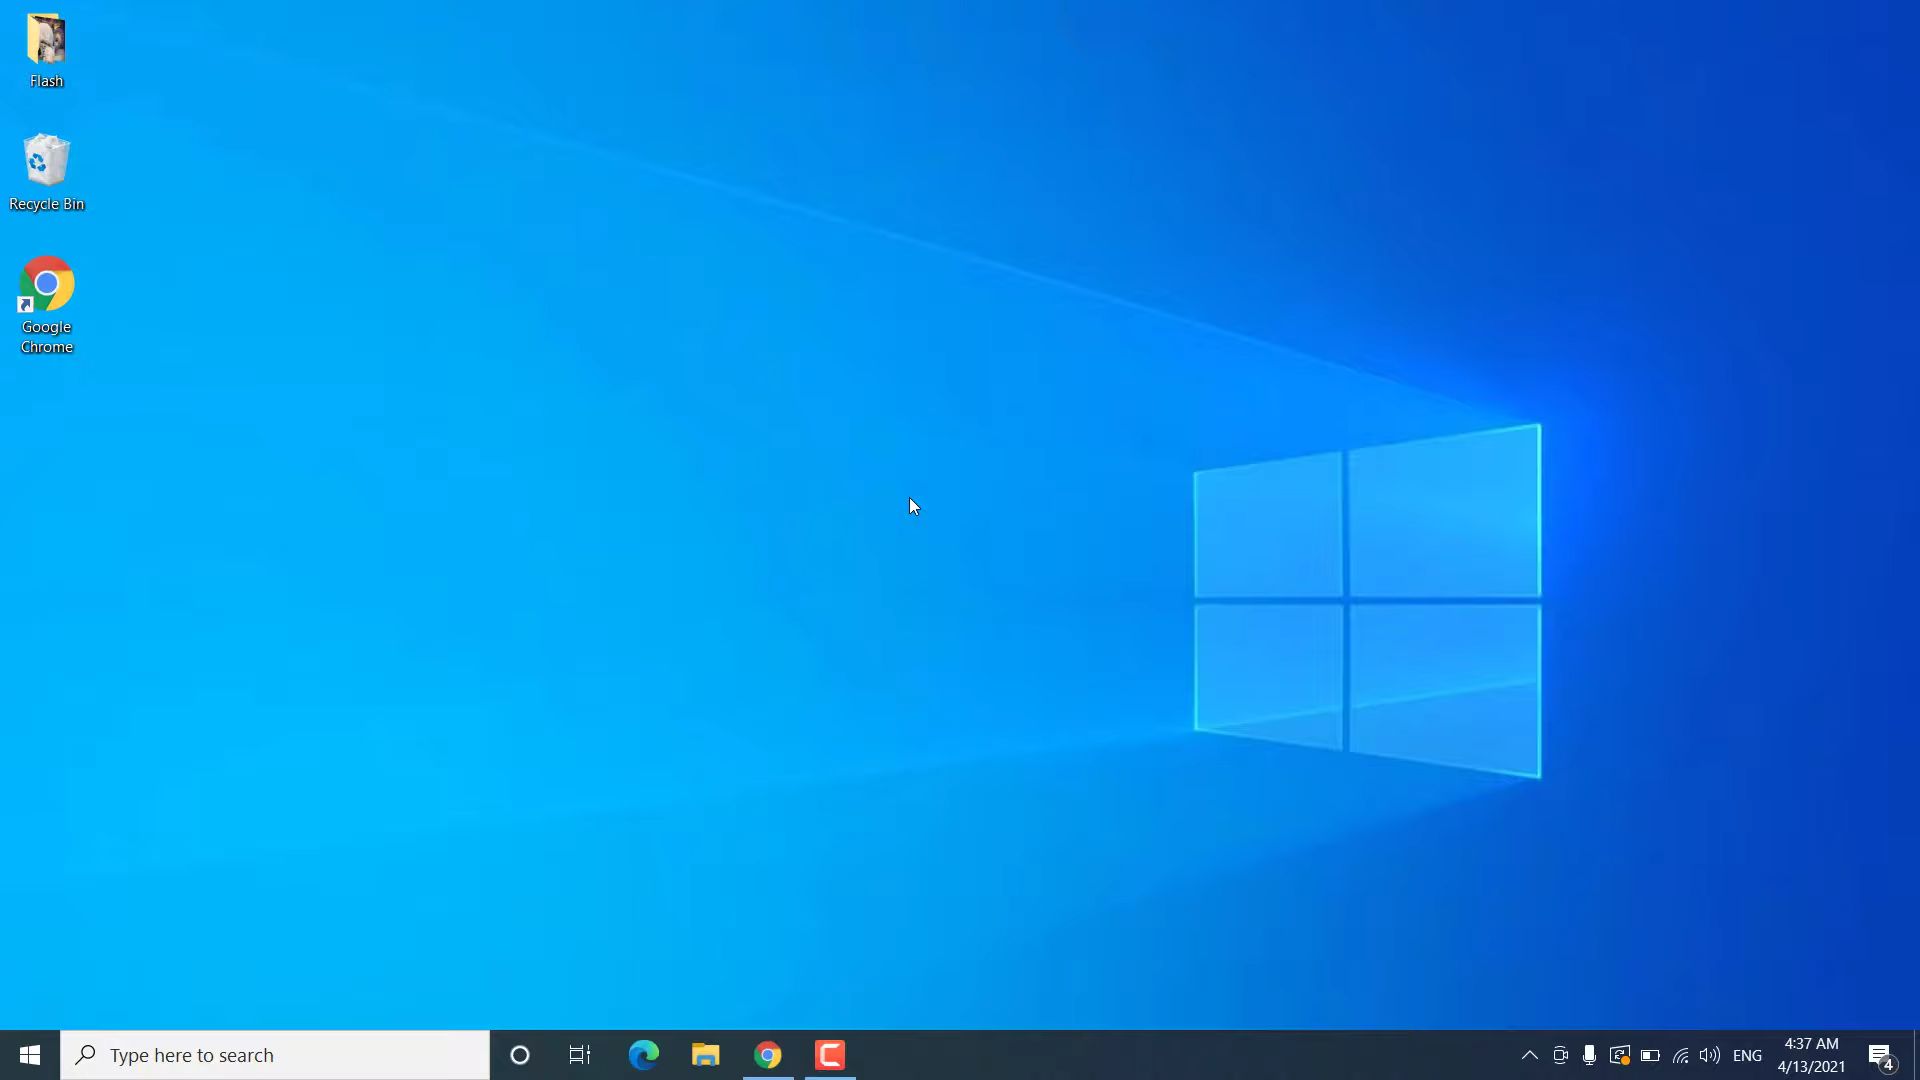 Flash
Recycle Bin
Google
Chrome
Type here to search
ENG
4:37 AM
4/13/2021
4